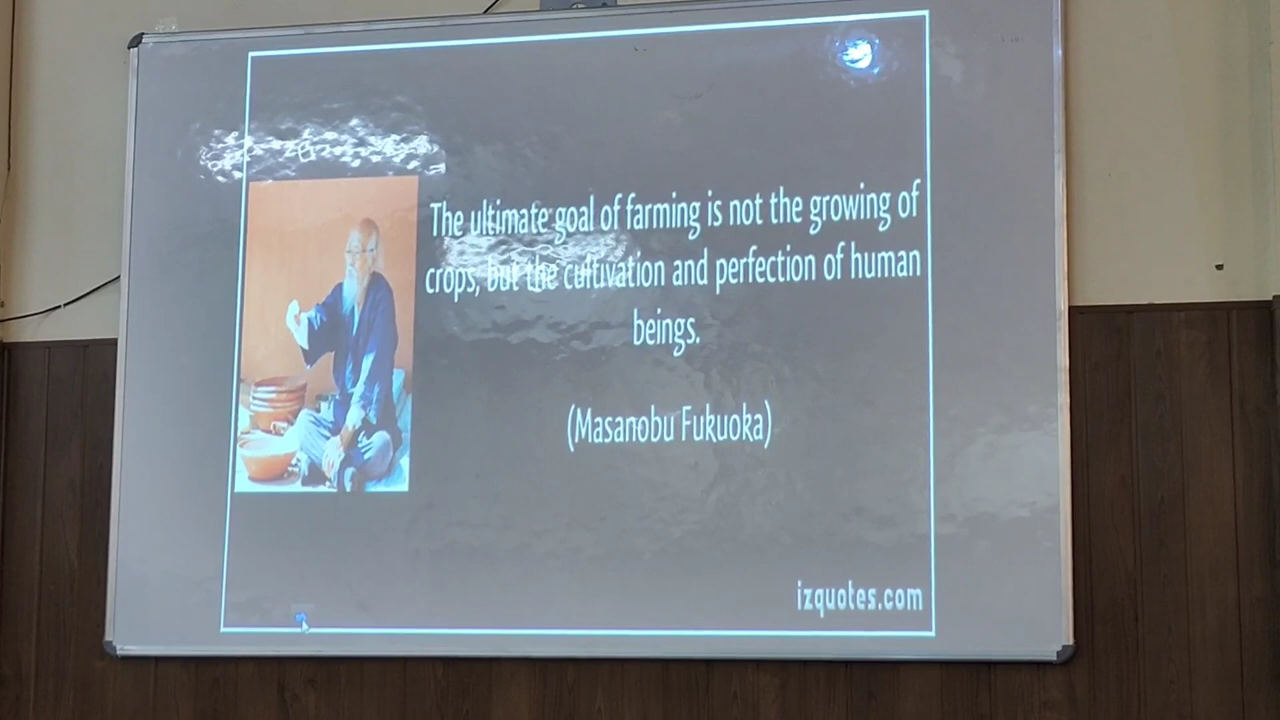 The ultimate goal of farming is not the growing of
crops, but the cultivation and perfection of human
beings.
(Masanobu Fukuoka)
izquotes.com